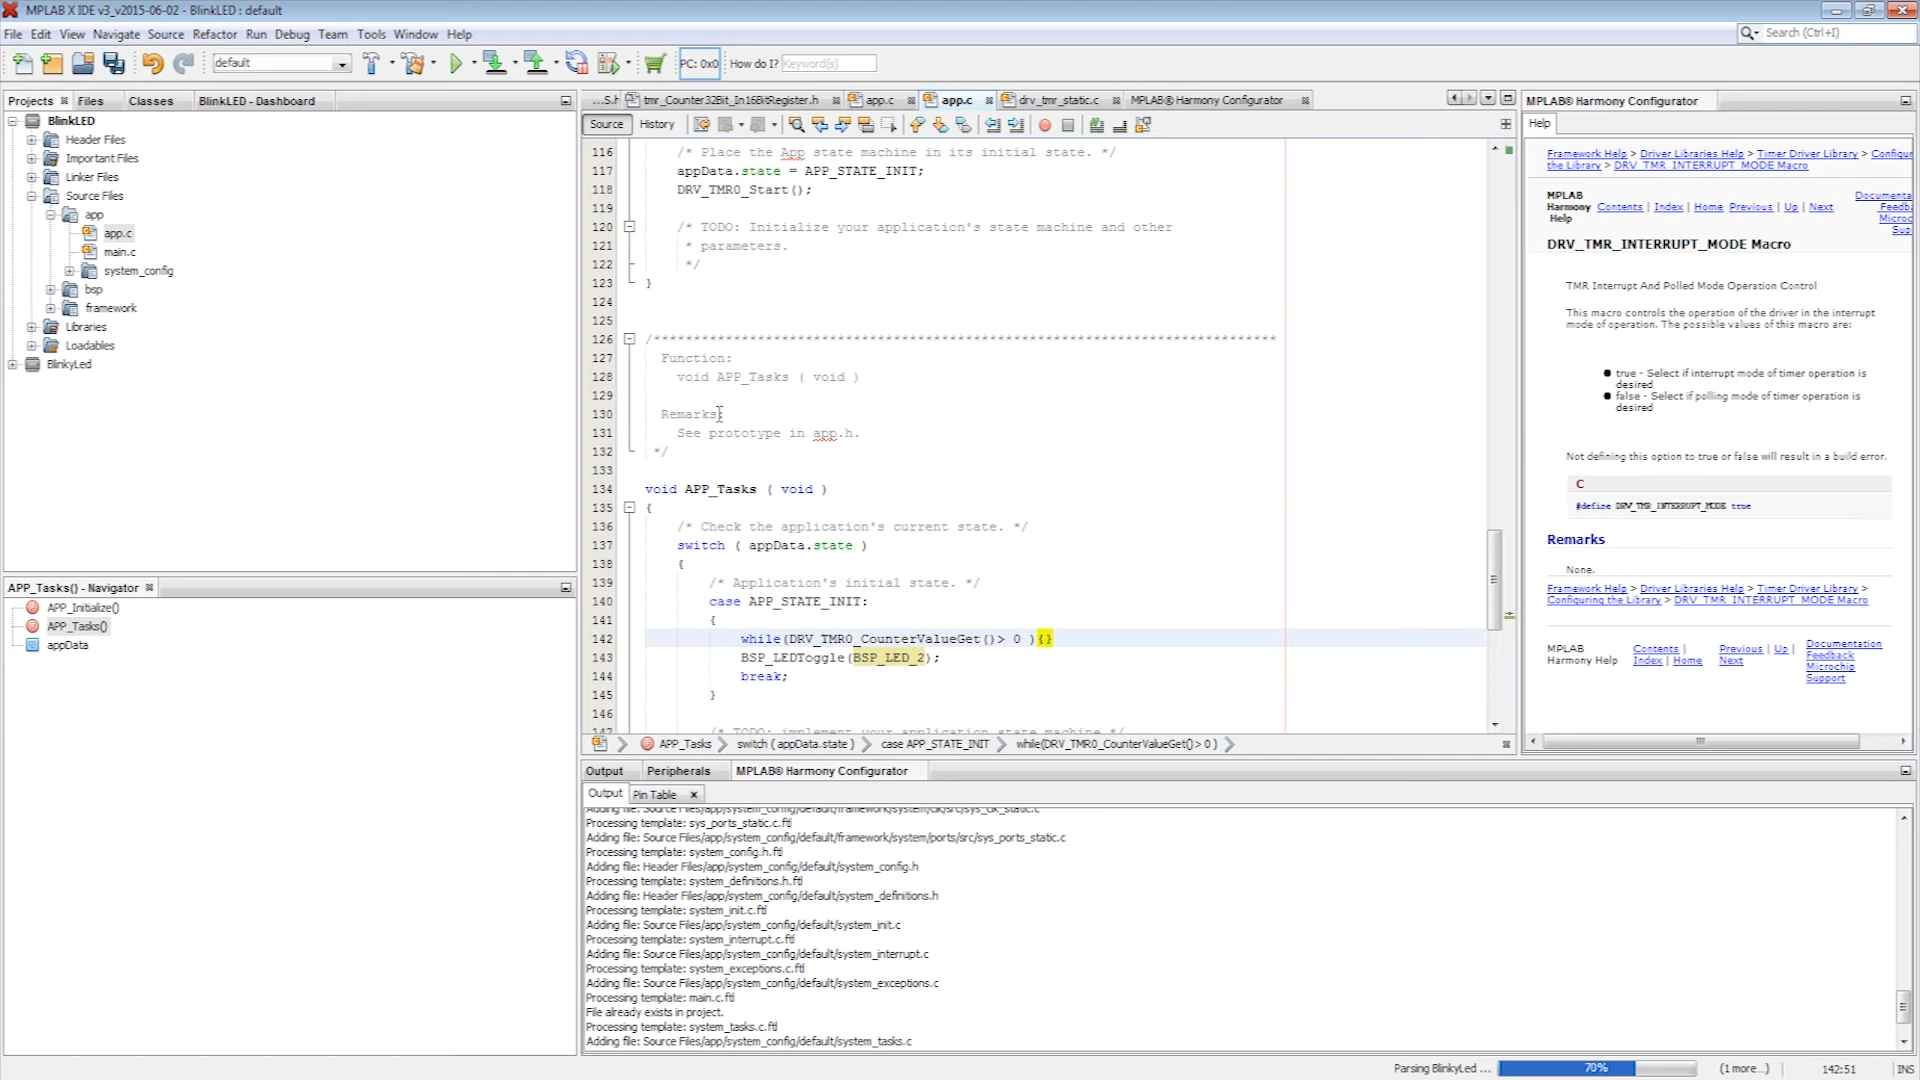 MPLAB X IDE v3_v2015-06-02 - BlinkLED : default
File Edit View Navigate Source Refactor Run Debug Team Tools Window Help
Search (Ctrl+I)
default
PC: 0x0
How do I? Keyword(s)
Projects
Files
Classes
BlinkLED - Dashboard
BlinkLED
Header Files
Important Files
Linker Files
Source Files
app
app.c
main.c
system_config
bsp
framework
Libraries
Loadables
BlinkyLed
APP_Tasks() - Navigator
APP_Initialize()
APP_Tasks()
appData
...S.h
tmr_Counter32Bit_In16BitRegister.h
app.c
app.c
drv_tmr_static.c
MPLAB® Harmony Configurator
Source
History
116 /* Place the App state machine in its initial state. */
117 appData.state = APP_STATE_INIT;
118 DRV_TMR0_Start();
119
120 /* TODO: Initialize your application's state machine and other
121 * parameters.
122 */
123 }
124
125
126 /******************************************************************************
127 Function:
128 void APP_Tasks ( void )
129
130 Remarks:
131 See prototype in app.h.
132 */
133
134 void APP_Tasks ( void )
135 {
136 /* Check the application's current state. */
137 switch ( appData.state )
138 {
139 /* Application's initial state. */
140 case APP_STATE_INIT:
141 {
142 while(DRV_TMR0_CounterValueGet()> 0 ){}
143 BSP_LEDToggle(BSP_LED_2);
144 break;
145 }
146
147 /* TODO: implement your application state machine.*/
APP_Tasks
switch ( appData.state )
case APP_STATE_INIT
while(DRV_TMR0_CounterValueGet()> 0 )
MPLAB® Harmony Configurator
Help
Framework Help > Driver Libraries Help > Timer Driver Library > Configur
the Library > DRV_TMR_INTERRUPT_MODE Macro
MPLAB Harmony Help
Contents | Index | Home Previous | Up | Next
Documenta
Feedb
Microc
Sup
DRV_TMR_INTERRUPT_MODE Macro
TMR Interrupt And Polled Mode Operation Control
This macro controls the operation of the driver in the interrupt
mode of operation. The possible values of this macro are:
true - Select if interrupt mode of timer operation is
desired
false - Select if polling mode of timer operation is
desired
Not defining this option to true or false will result in a build error.
C
#define DRV_TMR_INTERRUPT_MODE true
Remarks
None.
Framework Help > Driver Libraries Help > Timer Driver Library >
Configuring the Library > DRV_TMR_INTERRUPT_MODE Macro
MPLAB
Harmony Help
Contents |
Index | Home
Previous | Up |
Next
Documentation
Feedback
Microchip
Support
Output
Peripherals
MPLAB® Harmony Configurator
Output
Pin Table
Adding file: Source Files/app/system_config/default/framework/system/clk/src/sys_clk_static.c
Processing template: sys_ports_static.c.ftl
Adding file: Source Files/app/system_config/default/framework/system/ports/src/sys_ports_static.c
Processing template: system_config.h.ftl
Adding file: Header Files/app/system_config/default/system_config.h
Processing template: system_definitions.h.ftl
Adding file: Header Files/app/system_config/default/system_definitions.h
Processing template: system_init.c.ftl
Adding file: Source Files/app/system_config/default/system_init.c
Processing template: system_interrupt.c.ftl
Adding file: Source Files/app/system_config/default/system_interrupt.c
Processing template: system_exceptions.c.ftl
Adding file: Source Files/app/system_config/default/system_exceptions.c
Processing template: main.c.ftl
File already exists in project.
Processing template: system_tasks.c.ftl
Adding file: Source Files/app/system_config/default/system_tasks.c
Parsing BlinkyLed ...
70%
(1 more...)
142:51
INS